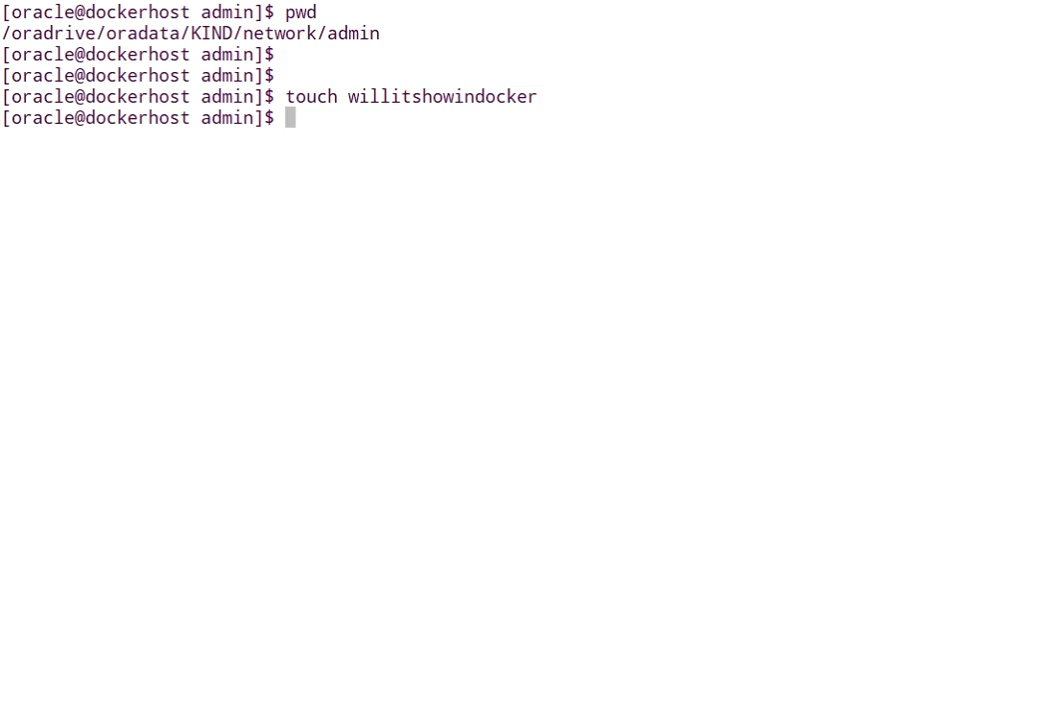 [oracle@dockerhost admin]$ pwd
/oradrive/oradata/KIND/network/admin
[oracle@dockerhost admin]$
[oracle@dockerhost admin]$
[oracle@dockerhost admin]$ touch willitshowindocker
[oracle@dockerhost admin]$